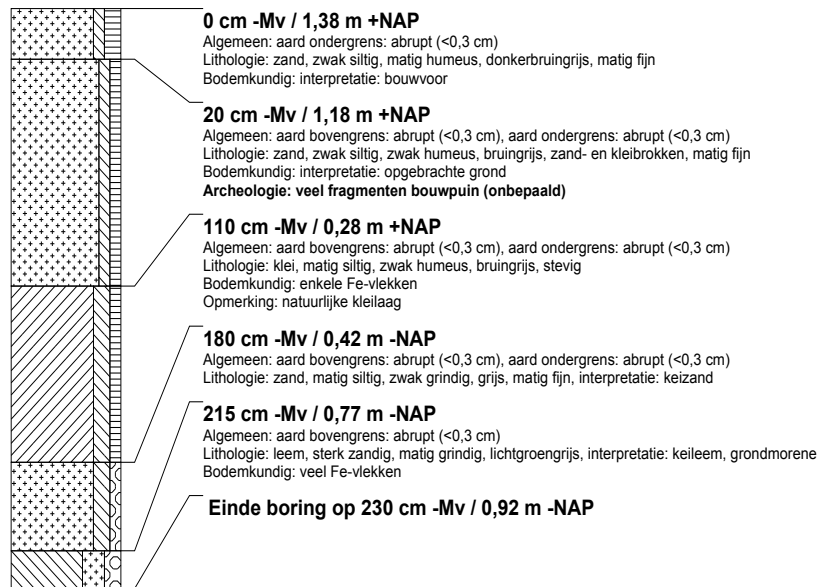 0 cm -Mv / 1,38 m +NAP
Algemeen: aard ondergrens: abrupt (<0,3 cm)
Lithologie: zand, zwak siltig, matig humeus, donkerbruingrijs, matig fijn
Bodemkundig: interpretatie: bouwvoor
20 cm -Mv / 1,18 m +NAP
Algemeen: aard bovengrens: abrupt (<0,3 cm), aard ondergrens: abrupt (<0,3 cm)
Lithologie: zand, zwak siltig, zwak humeus, bruingrijs, zand- en kleibrokken, matig fijn
Bodemkundig: interpretatie: opgebrachte grond
Archeologie: veel fragmenten bouwpuin (onbepaald)
110 cm -Mv / 0,28 m +NAP
Algemeen: aard bovengrens: abrupt (<0,3 cm), aard ondergrens: abrupt (<0,3 cm)
Lithologie: klei, matig siltig, zwak humeus, bruingrijs, stevig
Bodemkundig: enkele Fe-vlekken
Opmerking: natuurlijke kleilaag
180 cm -Mv / 0,42 m -NAP
Algemeen: aard bovengrens: abrupt (<0,3 cm), aard ondergrens: abrupt (<0,3 cm)
Lithologie: zand, matig siltig, zwak grindig, grijs, matig fijn, interpretatie: keizand
215 cm -Mv / 0,77 m -NAP
Algemeen: aard bovengrens: abrupt (<0,3 cm)
Lithologie: leem, sterk zandig, matig grindig, lichtgroengrijs, interpretatie: keileem, grondmorene
Bodemkundig: veel Fe-vlekken
Einde boring op 230 cm -Mv / 0,92 m -NAP